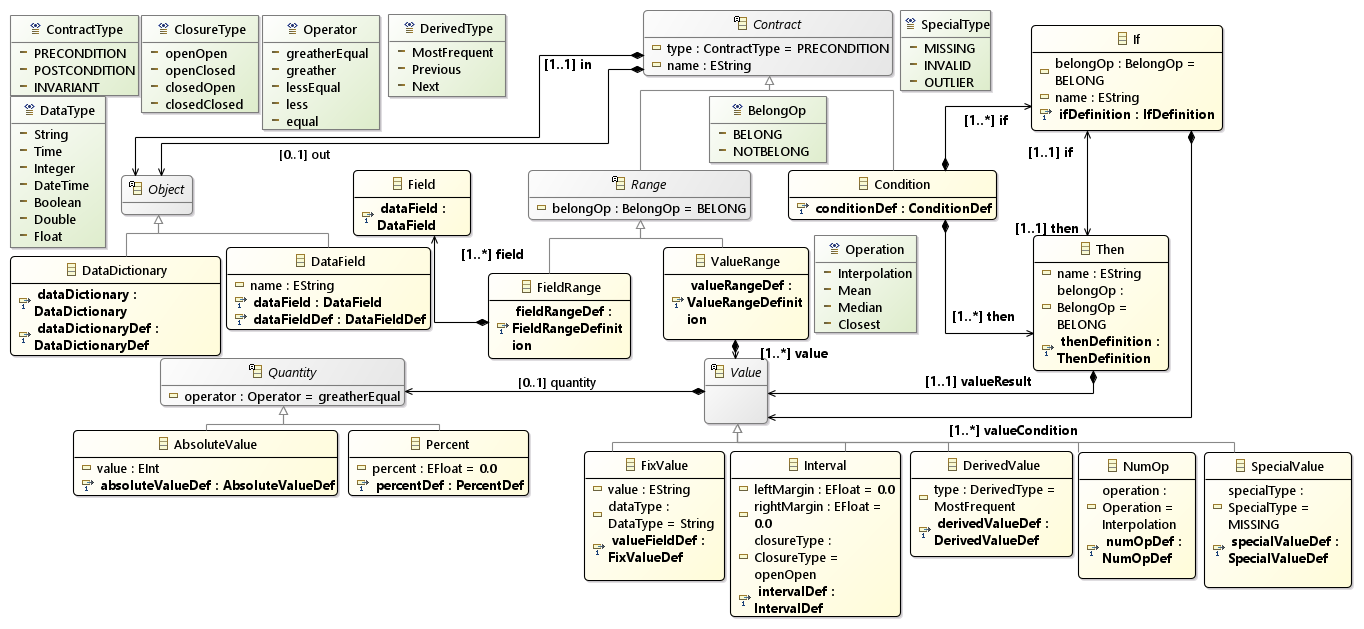 ContractType
PRECONDITION
POSTCONDITION
INVARIANT
ClosureType
openOpen
openClosed
closedOpen
closedClosed
Operator
greatherEqual
greather
lessEqual
less
equal
DerivedType
MostFrequent
Previous
Next
Contract
type : ContractType = PRECONDITION
name : EString
SpecialType
MISSING
INVALID
OUTLIER
If
belongOp : BelongOp =
BELONG
name : EString
ifDefinition : IfDefinition
[1..1] in
[0..1] out
DataType
String
Time
Integer
DateTime
Boolean
Double
Float
BelongOp
BELONG
NOTBELONG
[1..*] if
[1..1] if
Object
Field
dataField :
DataField
Range
belongOp : BelongOp = BELONG
Condition
conditionDef : ConditionDef
[1..1] then
DataDictionary
dataDictionary :
DataDictionary
dataDictionaryDef :
DataDictionaryDef
DataField
name : EString
dataField : DataField
dataFieldDef : DataFieldDef
[1..*] field
FieldRange
fieldRangeDef :
FieldRangeDefinit
ion
ValueRange
valueRangeDef :
ValueRangeDefinit
ion
Operation
Interpolation
Mean
Median
Closest
[1..*] then
Then
name : EString
belongOp :
BelongOp =
BELONG
thenDefinition :
ThenDefinition
[1..*] value
Quantity
operator : Operator = greatherEqual
[0..1] quantity
Value
[1..1] valueResult
[1..*] valueCondition
AbsoluteValue
value : EInt
absoluteValueDef : AbsoluteValueDef
Percent
percent : EFloat = 0.0
percentDef : PercentDef
FixValue
value : EString
dataType :
DataType = String
valueFieldDef :
FixValueDef
Interval
leftMargin : EFloat = 0.0
rightMargin : EFloat =
0.0
closureType :
ClosureType =
openOpen
intervalDef :
IntervalDef
DerivedValue
type : DerivedType =
MostFrequent
derivedValueDef :
DerivedValueDef
NumOp
operation :
Operation =
Interpolation
numOpDef :
NumOpDef
SpecialValue
specialType :
SpecialType =
MISSING
specialValueDef :
SpecialValueDef